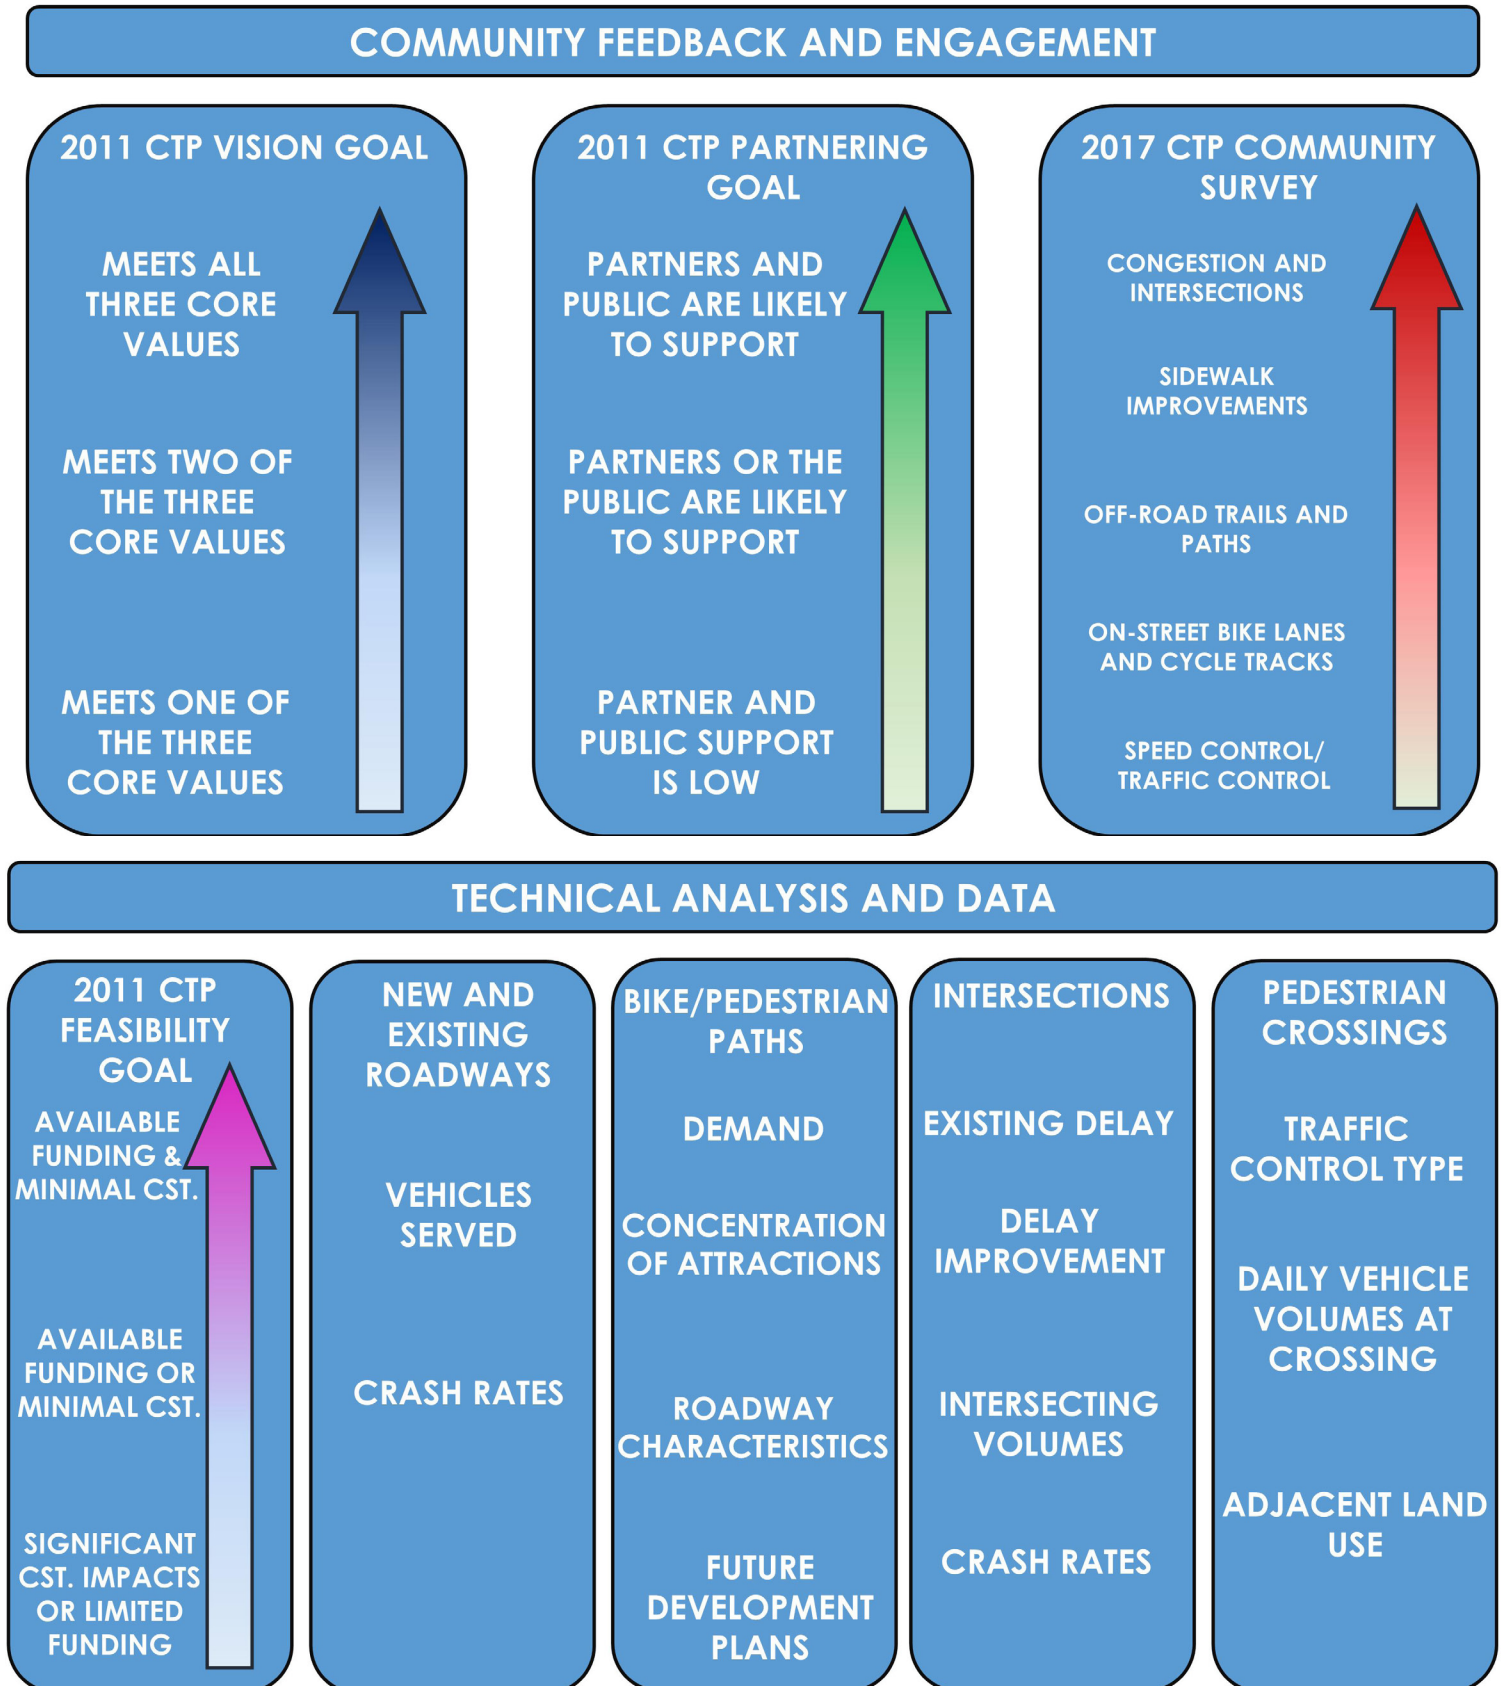 COMMUNITY FEEDBACK AND ENGAGEMENT
2011 CTP VISION GOAL
MEETS ALL
THREE CORE
VALUES
MEETS TWO OF
THE THREE
CORE VALUES
MEETS ONE OF
THE THREE
CORE VALUES
2011 CTP PARTNERING
GOAL
PARTNERS AND
PUBLIC ARE LIKELY
TO SUPPORT
PARTNERS OR THE
PUBLIC ARE LIKELY
TO SUPPORT
PARTNER AND
PUBLIC SUPPORT
IS LOW
2017 CTP COMMUNITY
SURVEY
CONGESTION AND
INTERSECTIONS
SIDEWALK
IMPROVEMENTS
OFF-ROAD TRAILS AND
PATHS
ON-STREET BIKE LANES
AND CYCLE TRACKS
SPEED CONTROL/
TRAFFIC CONTROL
TECHNICAL ANALYSIS AND DATA
2011 CTP
FEASIBILITY
GOAL
AVAILABLE
FUNDING &
MINIMAL CST.
AVAILABLE
FUNDING OR
MINIMAL CST.
SIGNIFICANT
CST. IMPACTS
OR LIMITED
FUNDING
NEW AND
EXISTING
ROADWAYS
VEHICLES
SERVED
CRASH RATES
BIKE/PEDESTRIAN
PATHS
DEMAND
CONCENTRATION
OF ATTRACTIONS
ROADWAY
CHARACTERISTICS
FUTURE
DEVELOPMENT
PLANS
INTERSECTIONS
EXISTING DELAY
DELAY
IMPROVEMENT
INTERSECTING
VOLUMES
CRASH RATES
PEDESTRIAN
CROSSINGS
TRAFFIC
CONTROL TYPE
DAILY VEHICLE
VOLUMES AT
CROSSING
ADJACENT LAND
USE